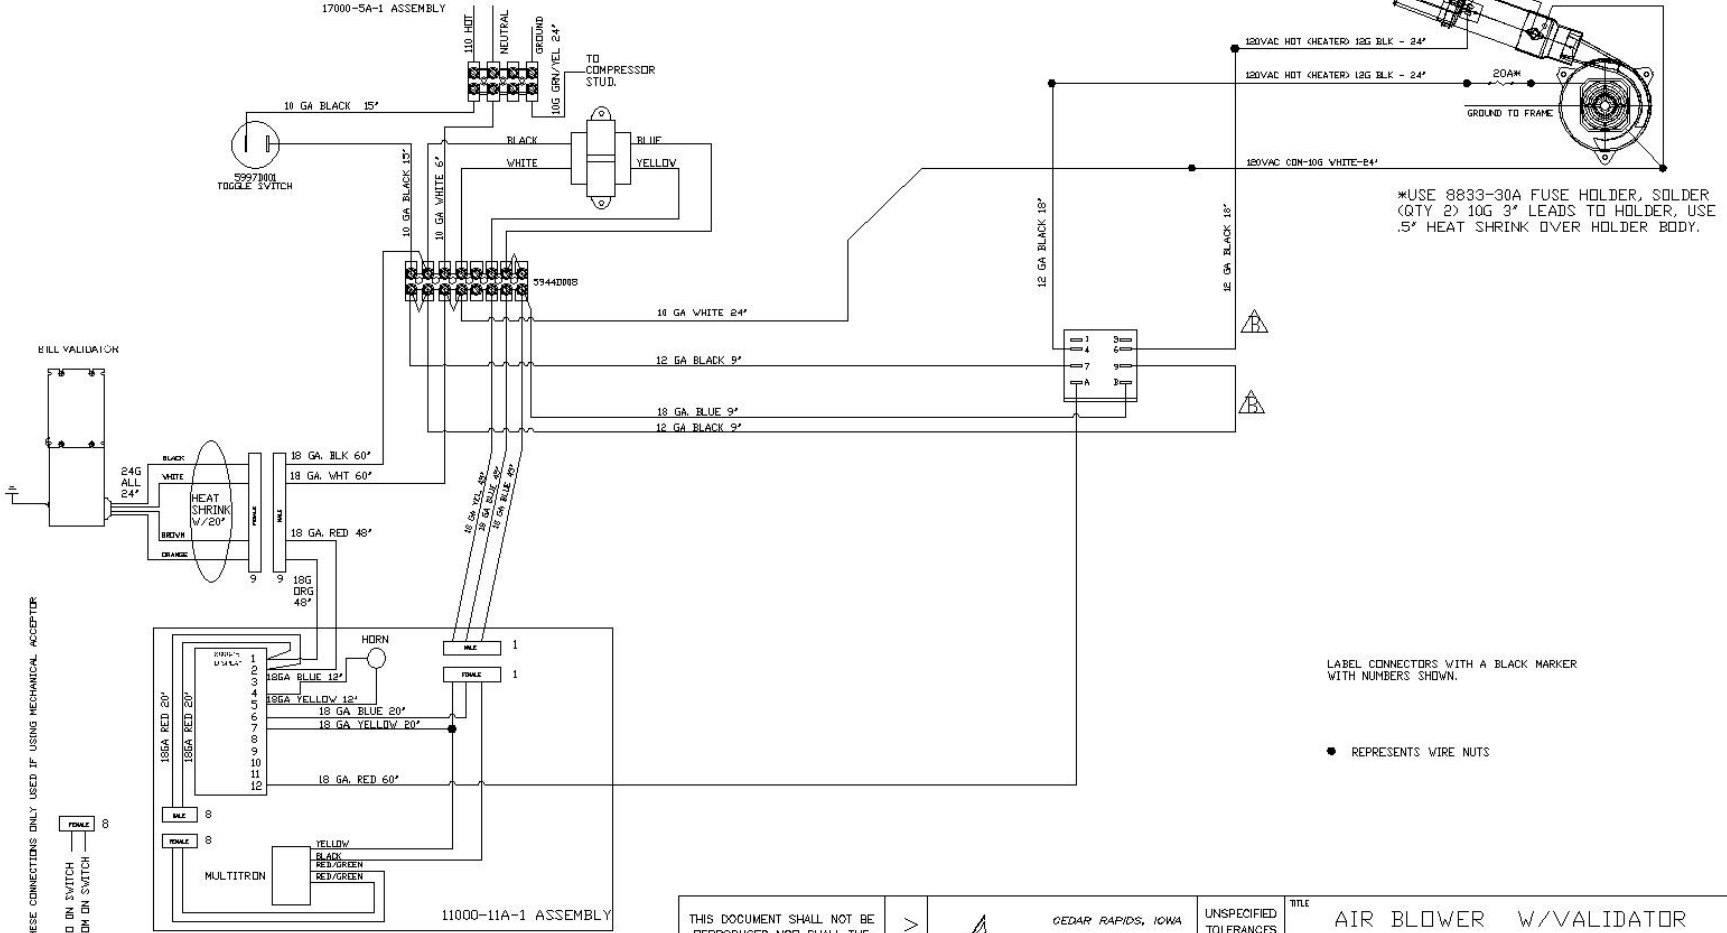 17000-5A-1 ASSEMBLY
110 HOT
NEUTRAL
GROUND
10G GRN/YEL 24"
TO
COMPRESSOR
STUD.
10 GA BLACK 15"
5997D001
TOGGLE SWITCH
10 GA BLACK 15"
10 GA WHITE 6"
BLACK
WHITE
BLUE
YELLOW
5944D008
120VAC HOT (HEATER) 12G BLK - 24"
120VAC HOT (HEATER) 12G BLK - 24"
20A*
GROUND TO FRAME
120VAC COM-10G WHITE-24"
*USE 8833-30A FUSE HOLDER, SOLDER
(QTY 2) 10G 3" LEADS TO HOLDER, USE
.5" HEAT SHRINK OVER HOLDER BODY.
12 GA BLACK 18"
12 GA BLACK 18"
10 GA WHITE 24"
12 GA BLACK 9"
18 GA. BLUE 9"
12 GA BLACK 9"
1 3
4 6
7 9
A B
B
B
BILL VALIDATOR
24G
ALL
24"
BLACK
WHITE
BROWN
ORANGE
HEAT
SHRINK
W/20"
FEMALE
MALE
9 9
18 GA. BLK 60"
18 GA. WHT 60"
18 GA. RED 48"
18G
ORG
48"
18 GA YEL 45"
18 GA BLUE 45"
18 GA BLUE 45"
MALE 1
FEMALE 1
HORN
DISPLAY
1
2
3
4
5
6
7
8
9
10
11
12
18GA BLUE 12"
18GA YELLOW 12"
18 GA BLUE 20"
18 GA YELLOW 20"
18 GA. RED 60"
18GA RED 20"
18GA RED 20"
MALE 8
FEMALE 8
FEMALE 8
MULTITRON
YELLOW
BLACK
RED/GREEN
RED/GREEN
11000-11A-1 ASSEMBLY
CONNECTIONS ONLY USED IF USING MECHANICAL ACCEPTOR
ON SWITCH
ON SWITCH
LABEL CONNECTORS WITH A BLACK MARKER
WITH NUMBERS SHOWN.
REPRESENTS WIRE NUTS
THIS DOCUMENT SHALL NOT BE
CEDAR RAPIDS, IOWA
UNSPECIFIED
TOLERANCES
TITLE
AIR BLOWER W/VALIDATOR